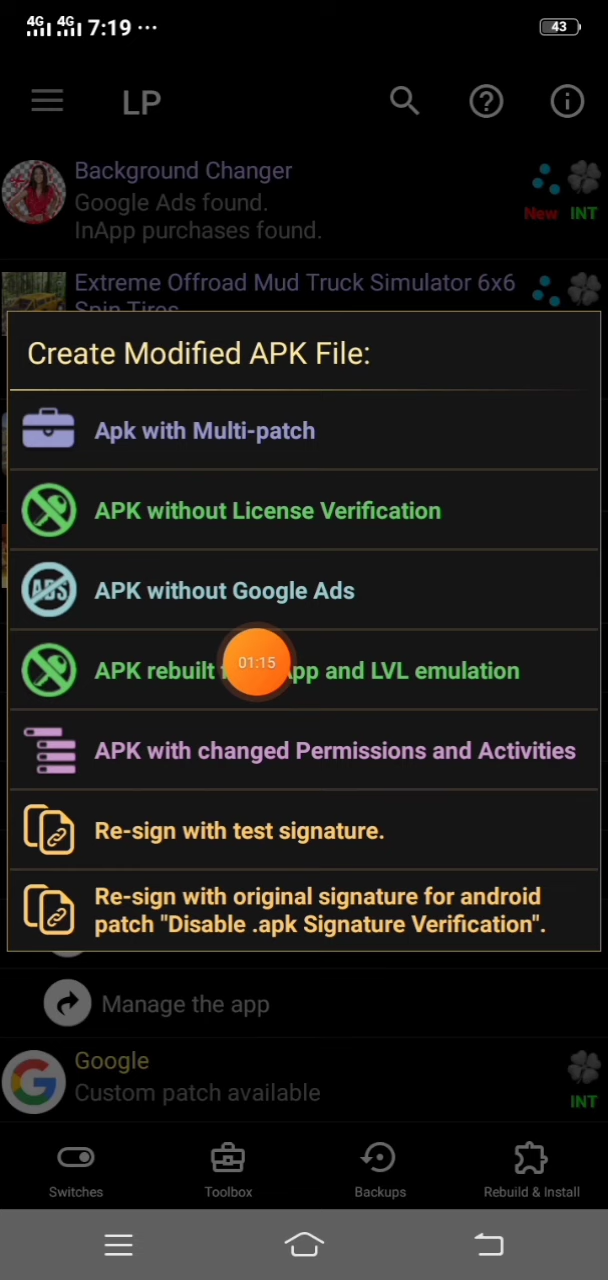 4G 4G 7:19 ... 43
LP
Background Changer
Google Ads found.
InApp purchases found.
New INT
Extreme Offroad Mud Truck Simulator 6x6
Spin Tires
Create Modified APK File:
Apk with Multi-patch
APK without License Verification
ADS
APK without Google Ads
01:15
APK rebuilt pp and LVL emulation
APK with changed Permissions and Activities
Re-sign with test signature.
Re-sign with original signature for android
patch "Disable .apk Signature Verification".
Manage the app
Google
Custom patch available
INT
Switches Toolbox Backups Rebuild & Install